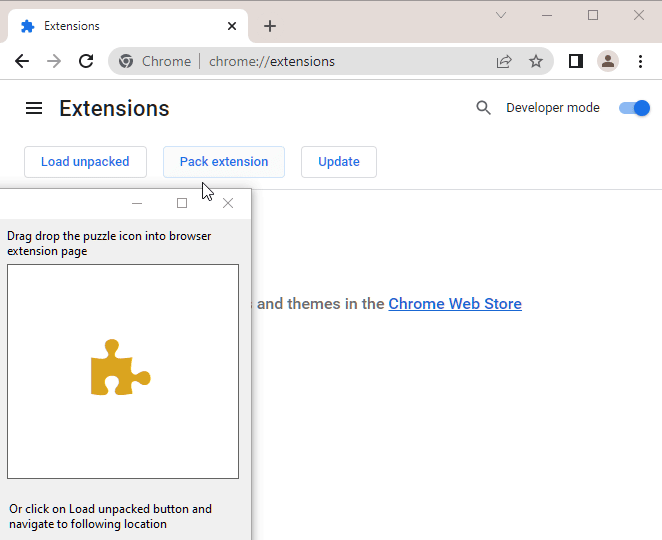 Extensions
Chrome | chrome://extensions
Extensions
Developer mode
Load unpacked
Pack extension
Update
Drag drop the puzzle icon into browser
extension page
and themes in the Chrome Web Store
Or click on Load unpacked button and
navigate to following location